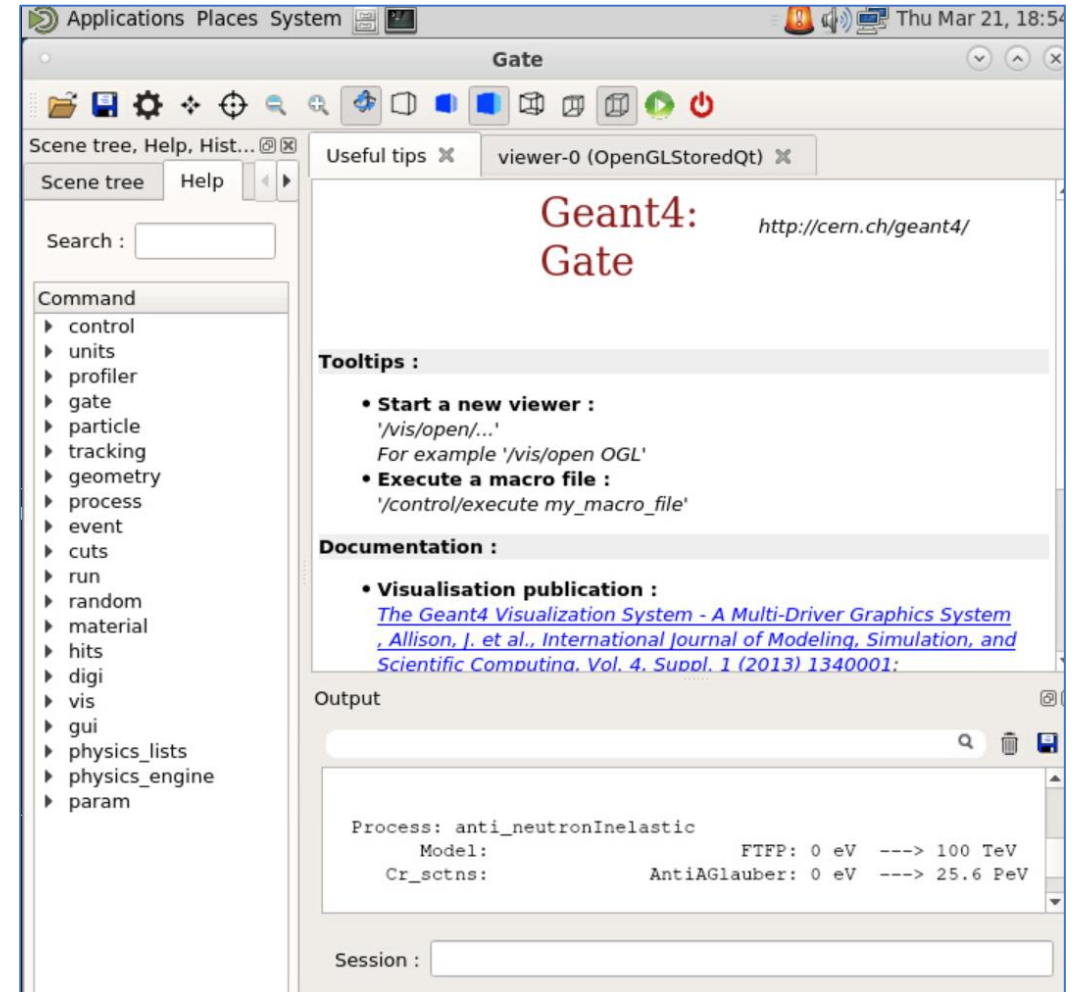 Applications Places System
Thu Mar 21, 18:54
Gate
Scene tree, Help, Hist...
Scene tree
Help
Search :
Command
control
units
profiler
gate
particle
tracking
geometry
process
event
cuts
run
random
material
hits
digi
vis
gui
physics_lists
physics_engine
param
Useful tips
viewer-0 (OpenGLStoredQt)
Geant4:
Gate
http://cern.ch/geant4/
Tooltips :
• Start a new viewer :
'/vis/open/...'
For example '/vis/open OGL'
• Execute a macro file :
'/control/execute my_macro_file'
Documentation :
• Visualisation publication :
The Geant4 Visualization System - A Multi-Driver Graphics System
, Allison, J. et al., International Journal of Modeling, Simulation, and
Scientific Computing, Vol. 4, Suppl. 1 (2013) 1340001:
Output
Process: anti_neutronInelastic
Model: FTFP: 0 eV ---> 100 TeV
Cr_sctns: AntiAGlauber: 0 eV ---> 25.6 PeV
Session :